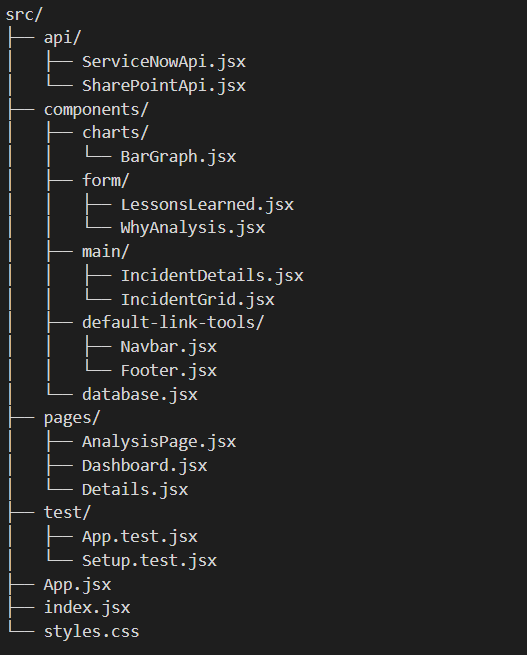 src/
├── api/
│   ├── ServiceNowApi.jsx
│   └── SharePointApi.jsx
├── components/
│   ├── charts/
│   │   └── BarGraph.jsx
│   ├── form/
│   │   ├── LessonsLearned.jsx
│   │   └── WhyAnalysis.jsx
│   ├── main/
│   │   ├── IncidentDetails.jsx
│   │   └── IncidentGrid.jsx
│   ├── default-link-tools/
│   │   ├── Navbar.jsx
│   │   └── Footer.jsx
│   └── database.jsx
├── pages/
│   ├── AnalysisPage.jsx
│   ├── Dashboard.jsx
│   └── Details.jsx
├── test/
│   ├── App.test.jsx
│   └── Setup.test.jsx
├── App.jsx
├── index.jsx
└── styles.css